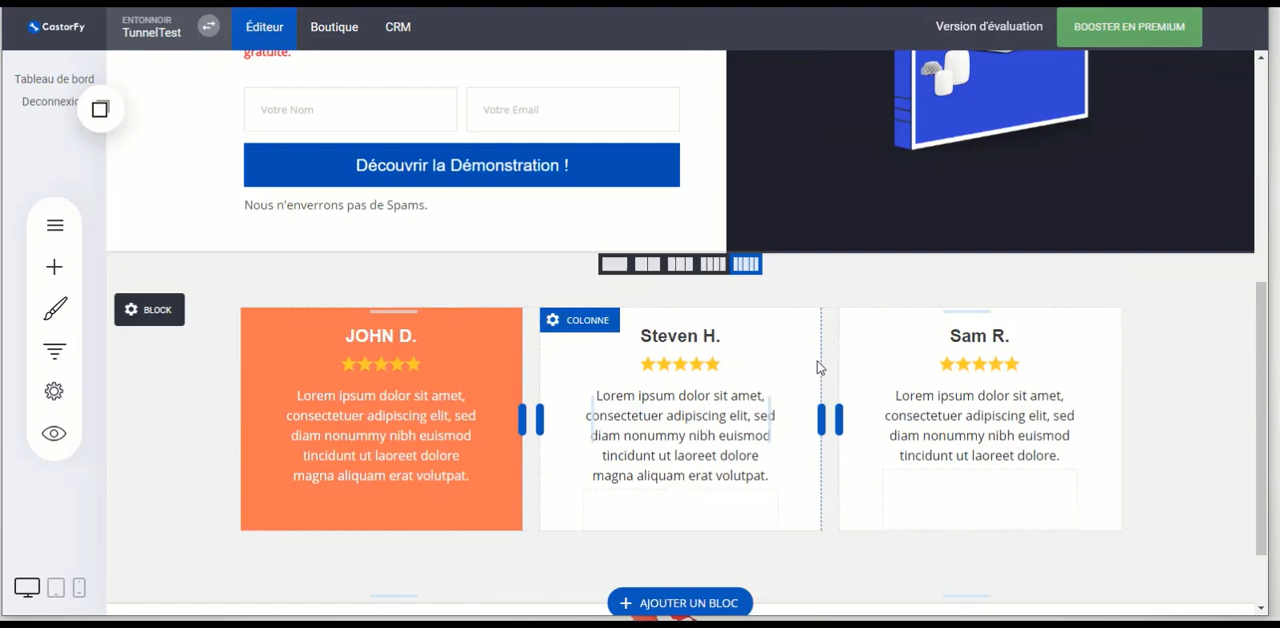 CastorFy
ENTONNOIR
TunnelTest
Éditeur
Boutique
CRM
Version d'évaluation
BOOSTER EN PREMIUM
Tableau de bord
Deconnexio
gratuite.
Votre Nom
Votre Email
Découvrir la Démonstration !
Nous n'enverrons pas de Spams.
BLOCK
COLONNE
JOHN D.
Lorem ipsum dolor sit amet,
consectetuer adipiscing elit, sed
diam nonummy nibh euismod
tincidunt ut laoreet dolore
magna aliquam erat volutpat.
Steven H.
Lorem ipsum dolor sit amet,
consectetuer adipiscing elit, sed
diam nonummy nibh euismod
tincidunt ut laoreet dolore
magna aliquam erat volutpat.
Sam R.
Lorem ipsum dolor sit amet,
consectetuer adipiscing elit, sed
diam nonummy nibh euismod
tincidunt ut laoreet dolore.
AJOUTER UN BLOC